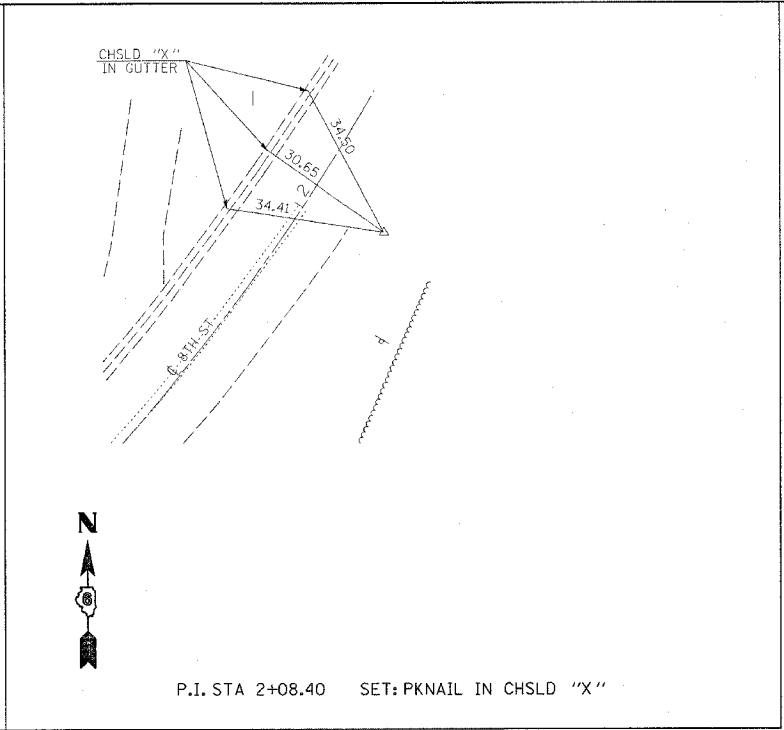 CHSLD "X"
IN GUTTER
34.50
30.65
34.41
2
℄ 8TH ST.
N
6
P.I. STA 2+08.40 SET: PKNAIL IN CHSLD "X"